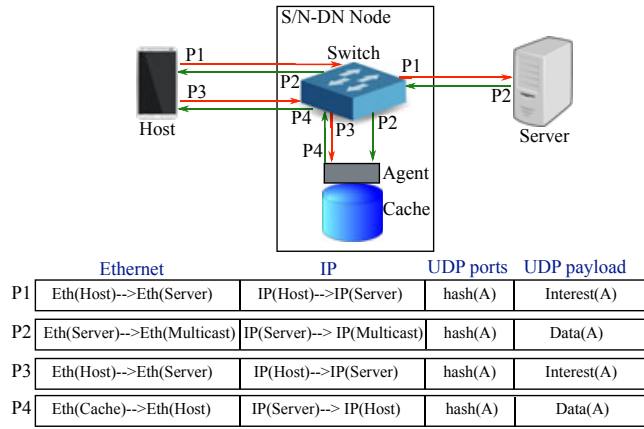 S/N-DN Node
Switch
P1
P1
P2
P2
P3
P4
P3
P2
P4
Host
Server
Agent
Cache
Ethernet IP UDP ports UDP payload
P1 Eth(Host)-->Eth(Server) IP(Host)-->IP(Server) hash(A) Interest(A)
P2 Eth(Server)-->Eth(Multicast) IP(Server)--> IP(Multicast) hash(A) Data(A)
P3 Eth(Host)-->Eth(Server) IP(Host)-->IP(Server) hash(A) Interest(A)
P4 Eth(Cache)-->Eth(Host) IP(Server)--> IP(Host) hash(A) Data(A)